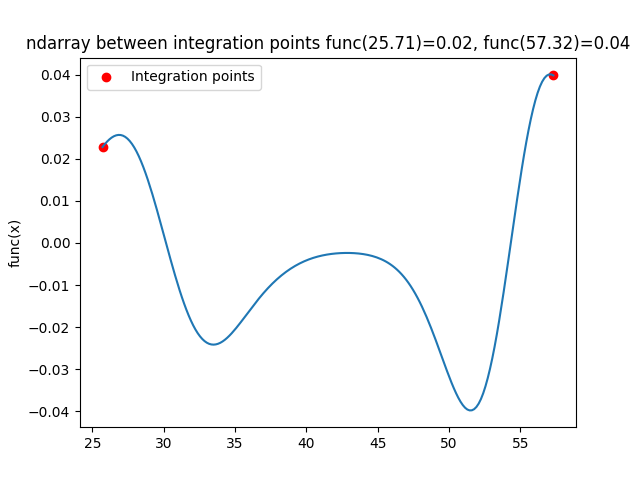 ndarray between integration points func(25.71)=0.02, func(57.32)=0.04
Integration points
func(x)
0.04
0.03
0.02
0.01
0.00
−0.01
−0.02
−0.03
−0.04
25 30 35 40 45 50 55